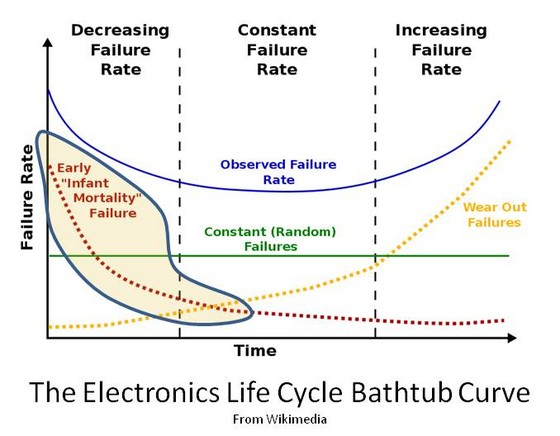 Decreasing
Failure
Rate
Constant
Failure
Rate
Increasing
Failure
Rate
Failure Rate
Early
"Infant
Mortality"
Failure
Observed Failure
Rate
Constant (Random)
Failures
Wear Out
Failures
Time
The Electronics Life Cycle Bathtub Curve
From Wikimedia